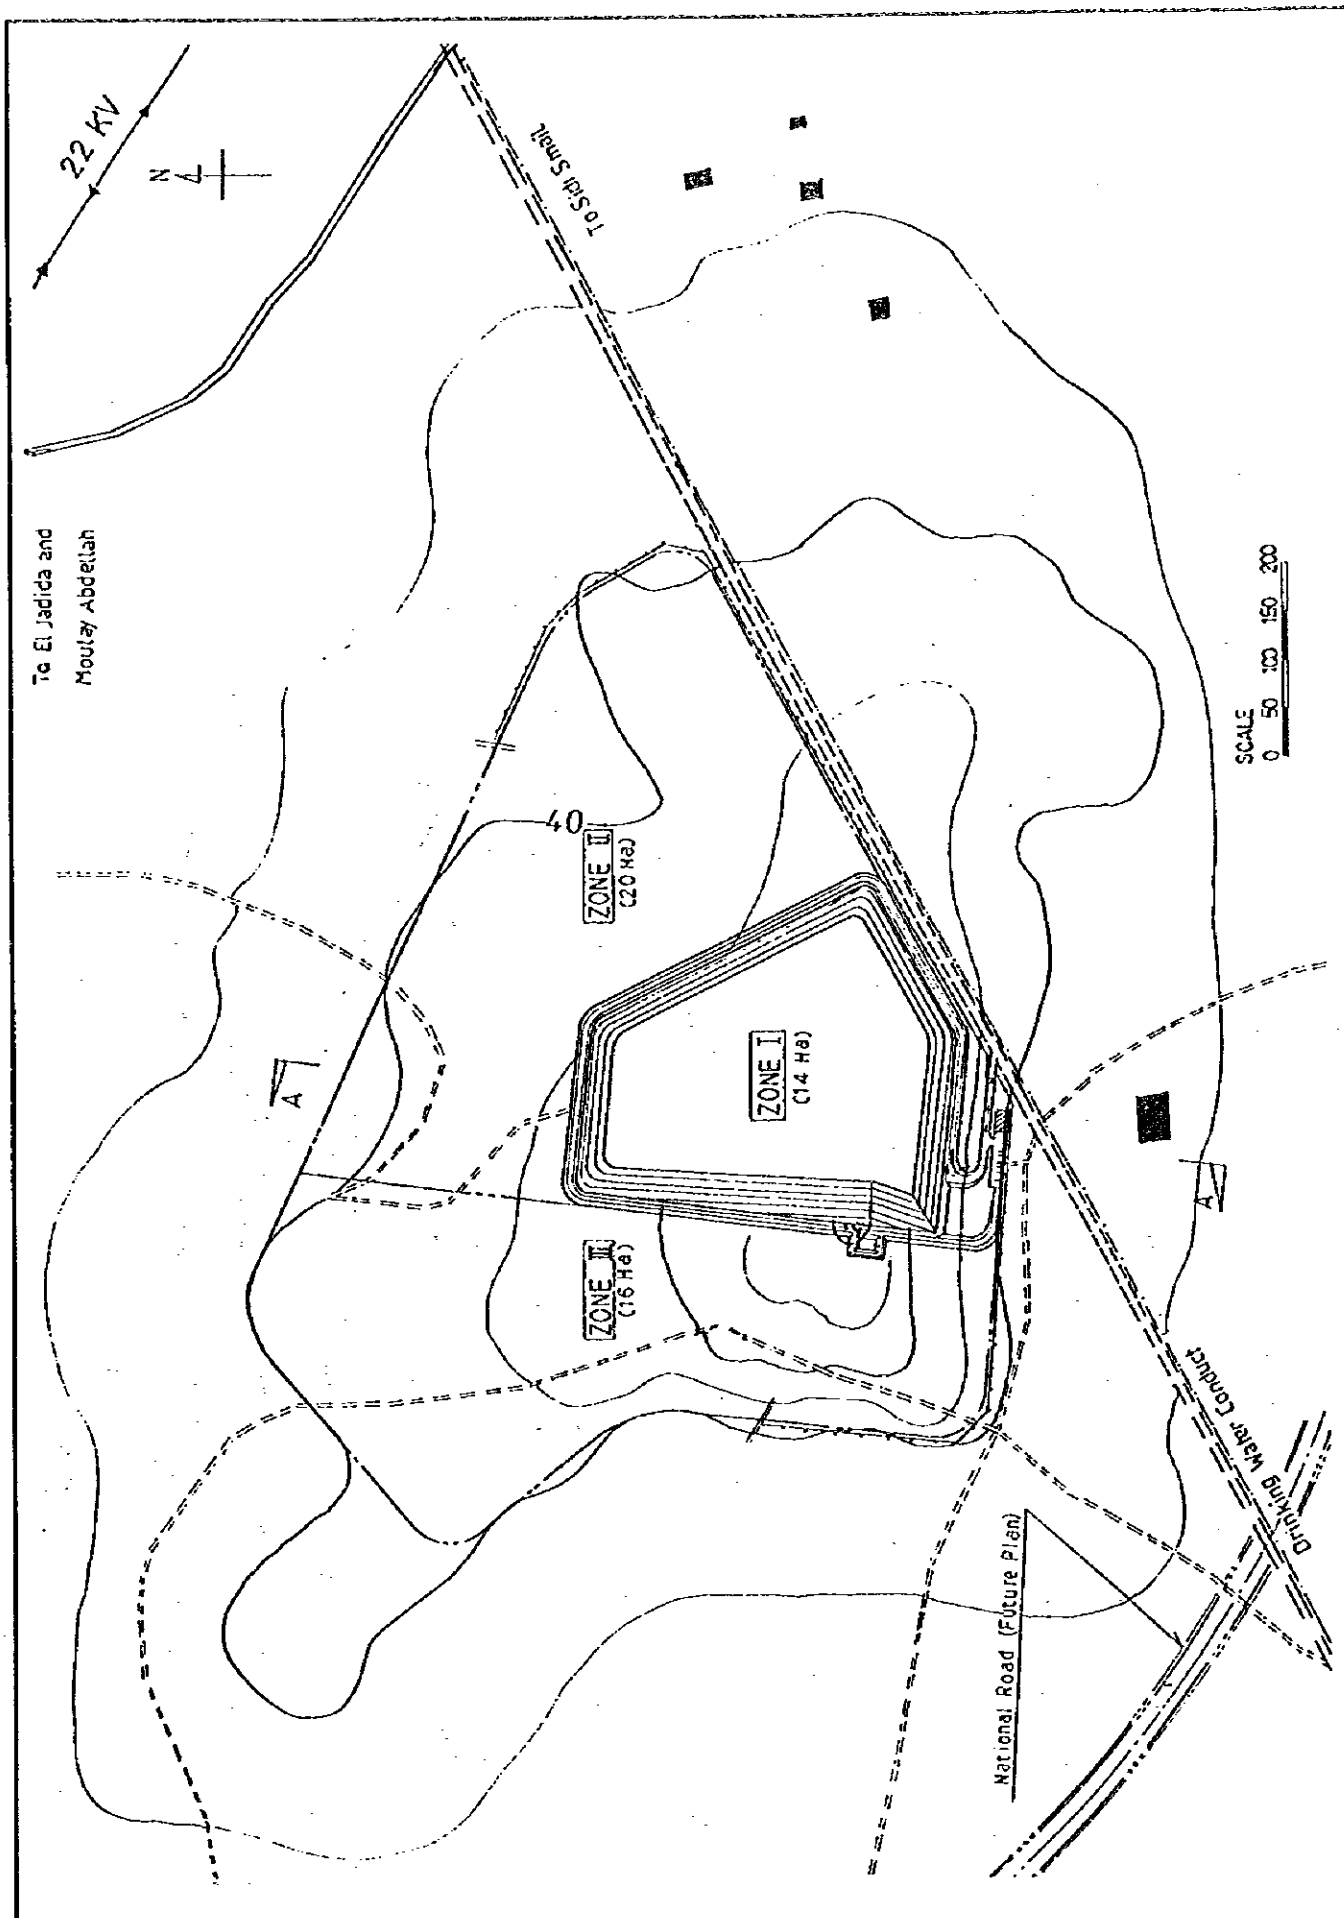 22 KV
N
To El Jadida and
Moulay Abdellah
To Sidi Smail
40
ZONE II
(20 Ha)
ZONE I
(14 Ha)
ZONE III
(16 Ha)
A
A
SCALE
0 50 100 150 200
Drinking Water Conduct
National Road (Future Plan)